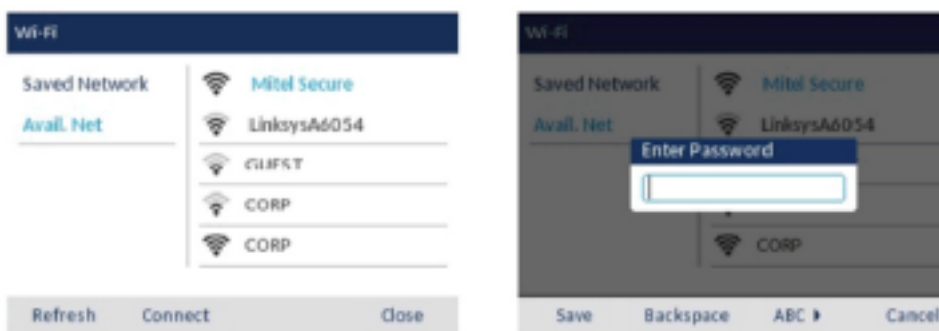 Wi-Fi
Saved Network
Mitel Secure
Avail. Net
LinksysA6054
GUEST
CORP
CORP
Refresh Connect Close
Wi-Fi
Saved Network
Mitel Secure
Avail. Net
LinksysA6054
Enter Password
CORP
Save Backspace ABC Cancel